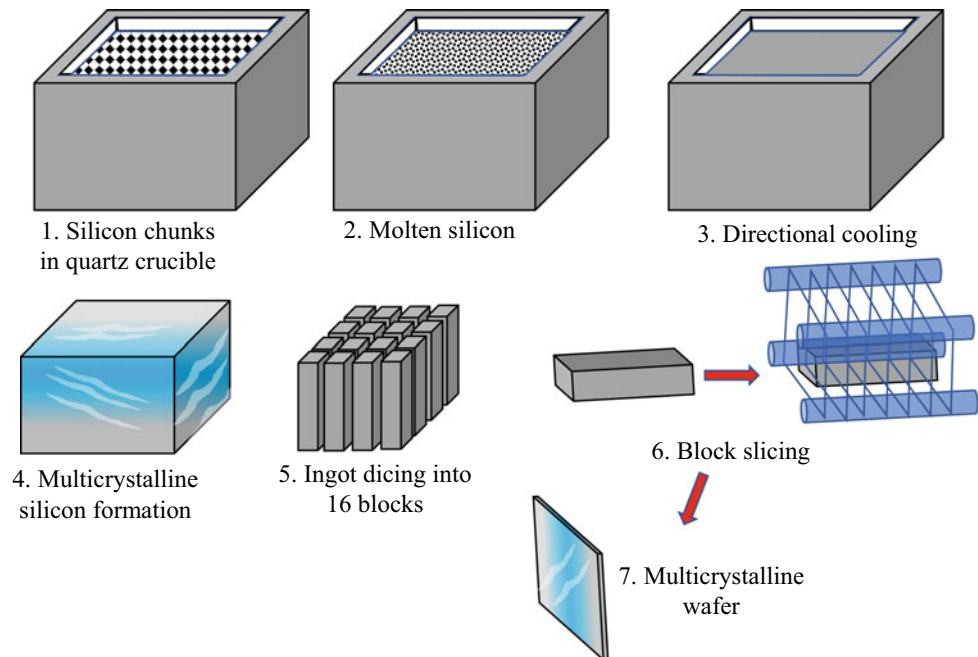 1. Silicon chunks
in quartz crucible
2. Molten silicon
3. Directional cooling
4. Multicrystalline
silicon formation
5. Ingot dicing into
16 blocks
6. Block slicing
7. Multicrystalline
wafer